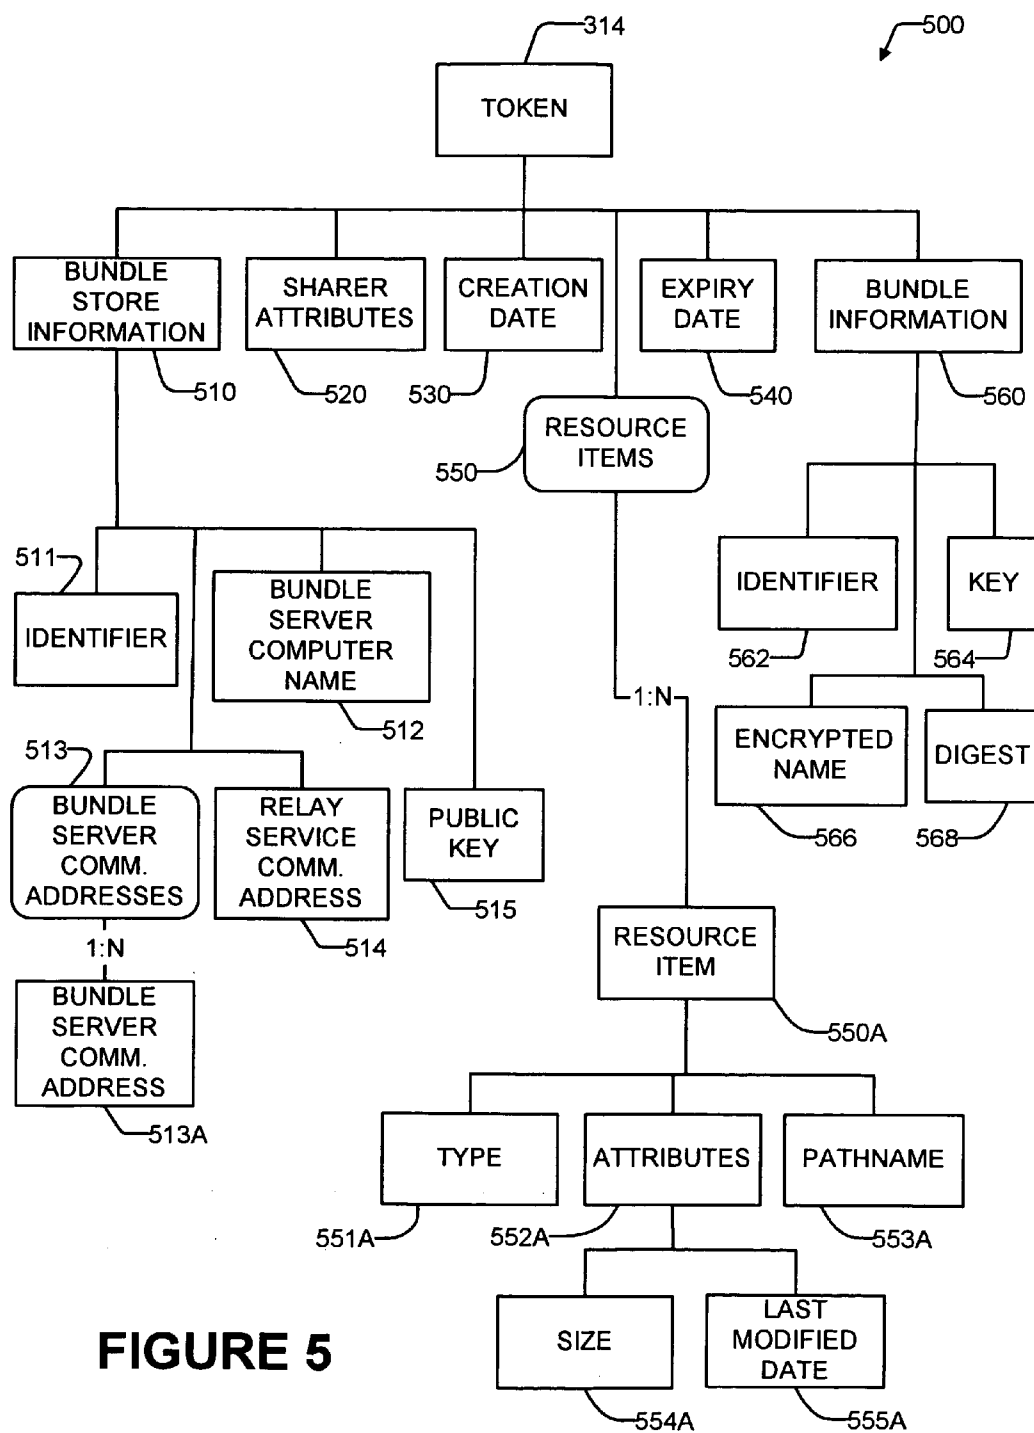 314
500
TOKEN
BUNDLE
STORE
INFORMATION
SHARER
ATTRIBUTES
CREATION
DATE
EXPIRY
DATE
BUNDLE
INFORMATION
510
520
530
540
560
RESOURCE
ITEMS
550
511
IDENTIFIER
BUNDLE
SERVER
COMPUTER
NAME
512
IDENTIFIER
KEY
562
564
1:N
513
BUNDLE
SERVER
COMM.
ADDRESSES
RELAY
SERVICE
COMM.
ADDRESS
PUBLIC
KEY
ENCRYPTED
NAME
DIGEST
566
568
515
514
1:N
BUNDLE
SERVER
COMM.
ADDRESS
513A
RESOURCE
ITEM
550A
TYPE
ATTRIBUTES
PATHNAME
551A
552A
553A
SIZE
LAST
MODIFIED
DATE
554A
555A
FIGURE 5